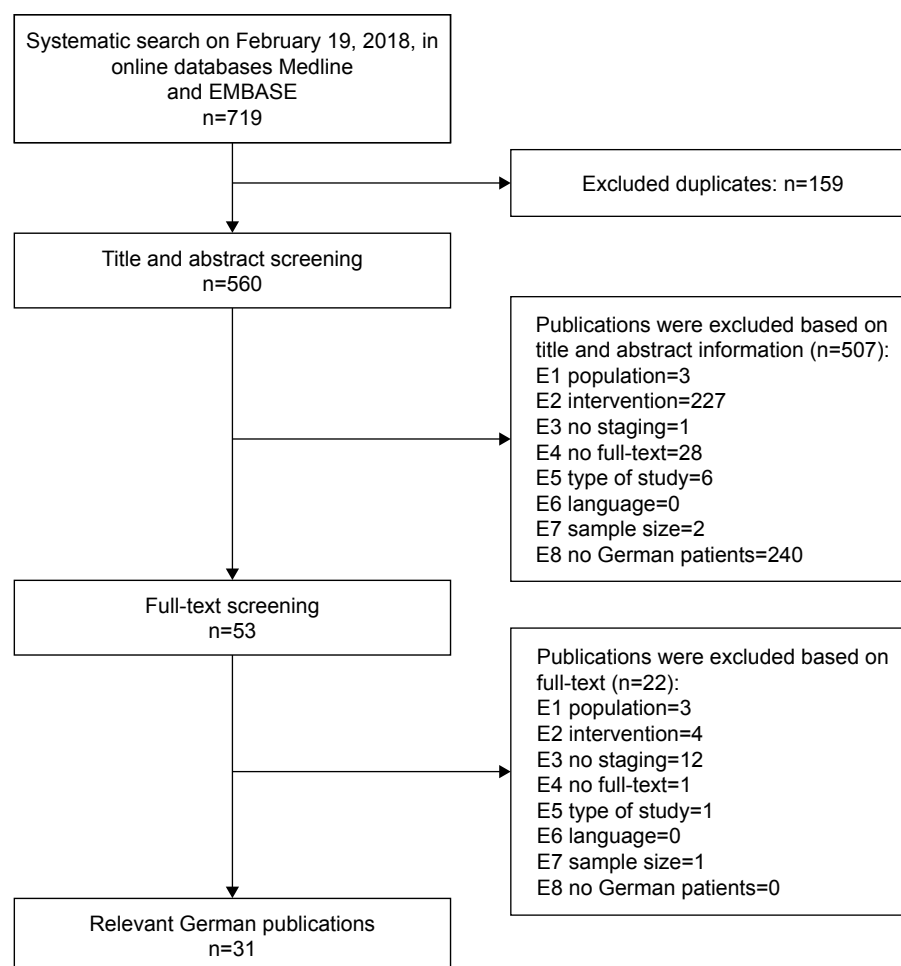 Systematic search on February 19, 2018, in
online databases Medline
and EMBASE
n=719
Excluded duplicates: n=159
Title and abstract screening
n=560
Publications were excluded based on
title and abstract information (n=507):
E1 population=3
E2 intervention=227
E3 no staging=1
E4 no full-text=28
E5 type of study=6
E6 language=0
E7 sample size=2
E8 no German patients=240
Full-text screening
n=53
Publications were excluded based on
full-text (n=22):
E1 population=3
E2 intervention=4
E3 no staging=12
E4 no full-text=1
E5 type of study=1
E6 language=0
E7 sample size=1
E8 no German patients=0
Relevant German publications
n=31